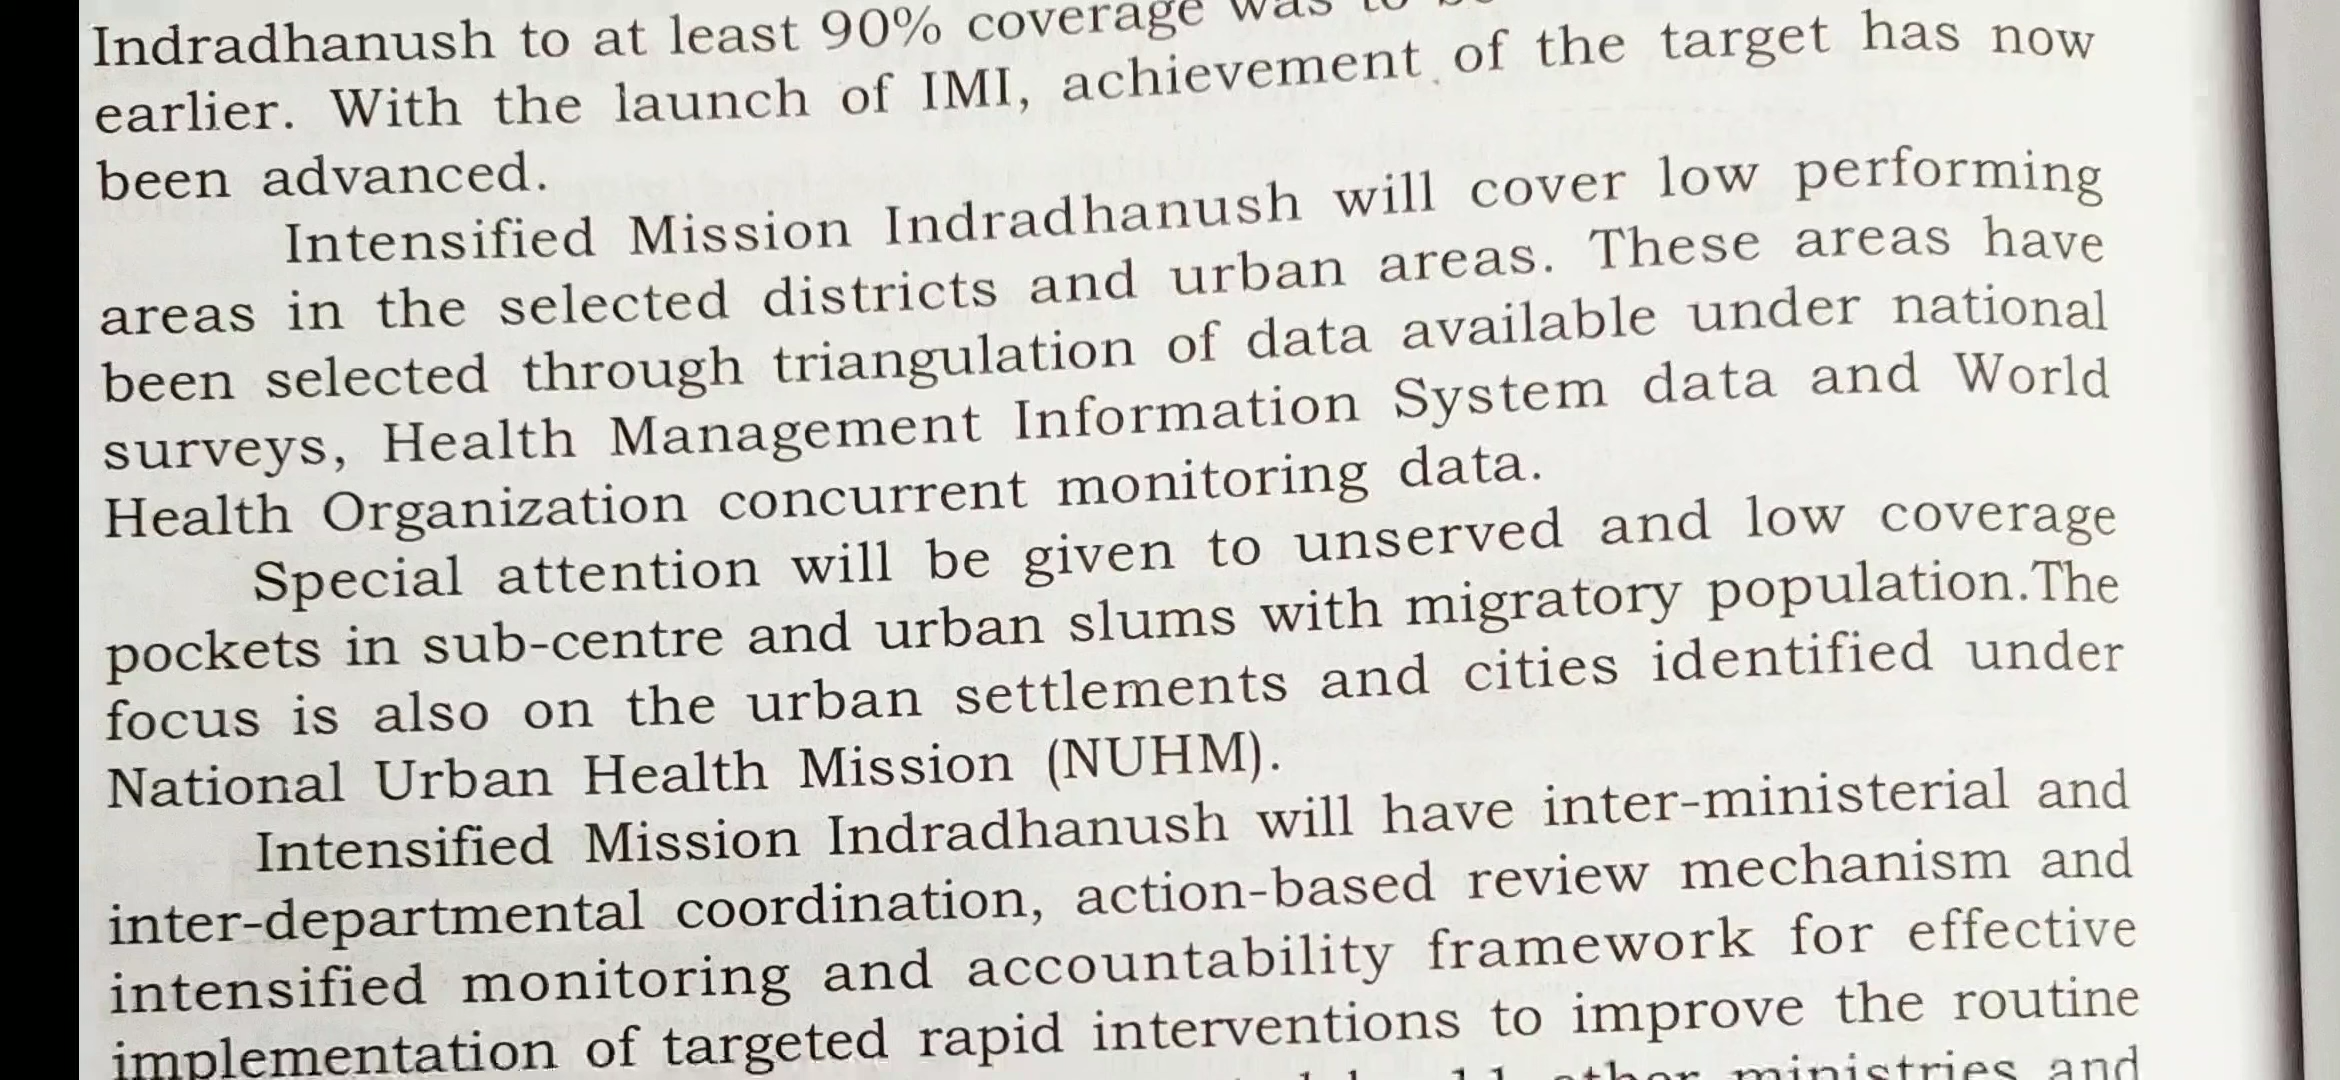 Indradhanush to at least 90% coverage was to
earlier. With the launch of IMI, achievement of the target has now
been advanced.
Intensified Mission Indradhanush will cover low performing
areas in the selected districts and urban areas. These areas have
been selected through triangulation of data available under national
surveys, Health Management Information System data and World
Health Organization concurrent monitoring data.
Special attention will be given to unserved and low coverage
pockets in sub-centre and urban slums with migratory population.The
focus is also on the urban settlements and cities identified under
National Urban Health Mission (NUHM).
Intensified Mission Indradhanush will have inter-ministerial and
inter-departmental coordination, action-based review mechanism and
intensified monitoring and accountability framework for effective
implementation of targeted rapid interventions to improve the routine
other ministries and